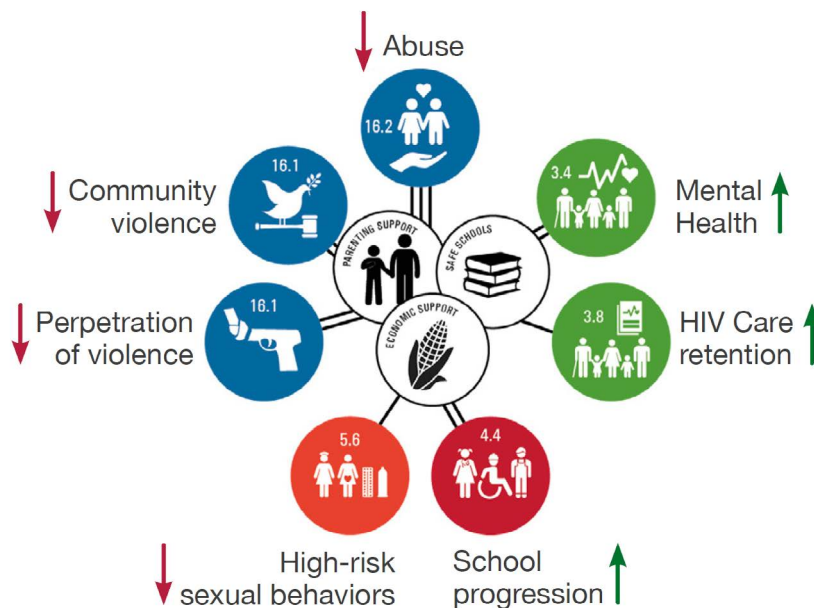 Abuse
16.2
16.1
Community
violence
3.4
Mental
Health
PARENTING SUPPORT
SAFE SCHOOLS
16.1
Perpetration
of violence
ECONOMIC SUPPORT
3.8
HIV Care
retention
5.6
4.4
High-risk
sexual behaviors
School
progression